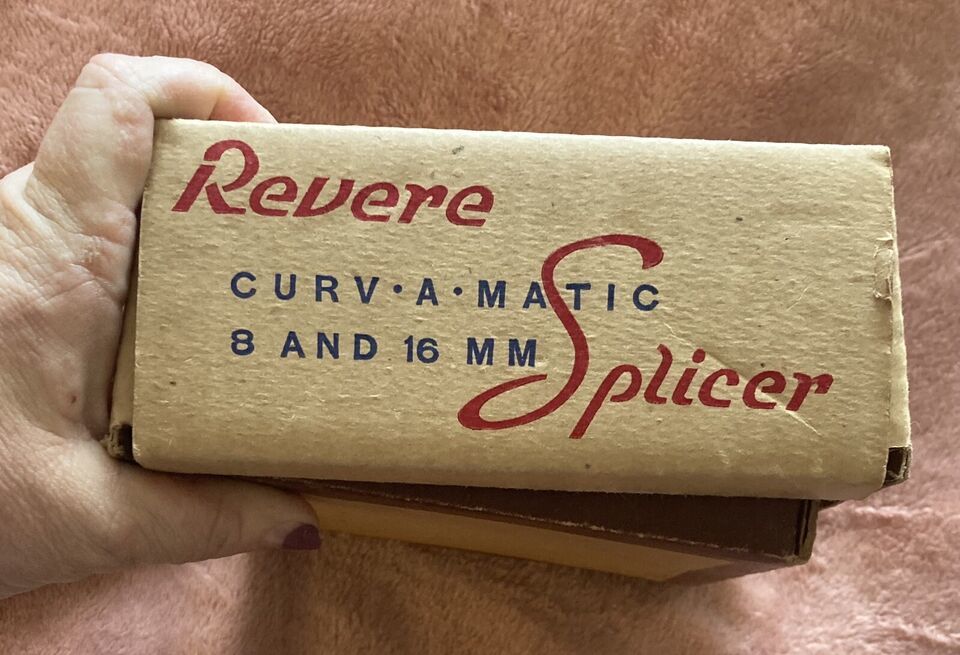 Revere
CURV·A·MATIC
8 AND 16 MM
Splicer